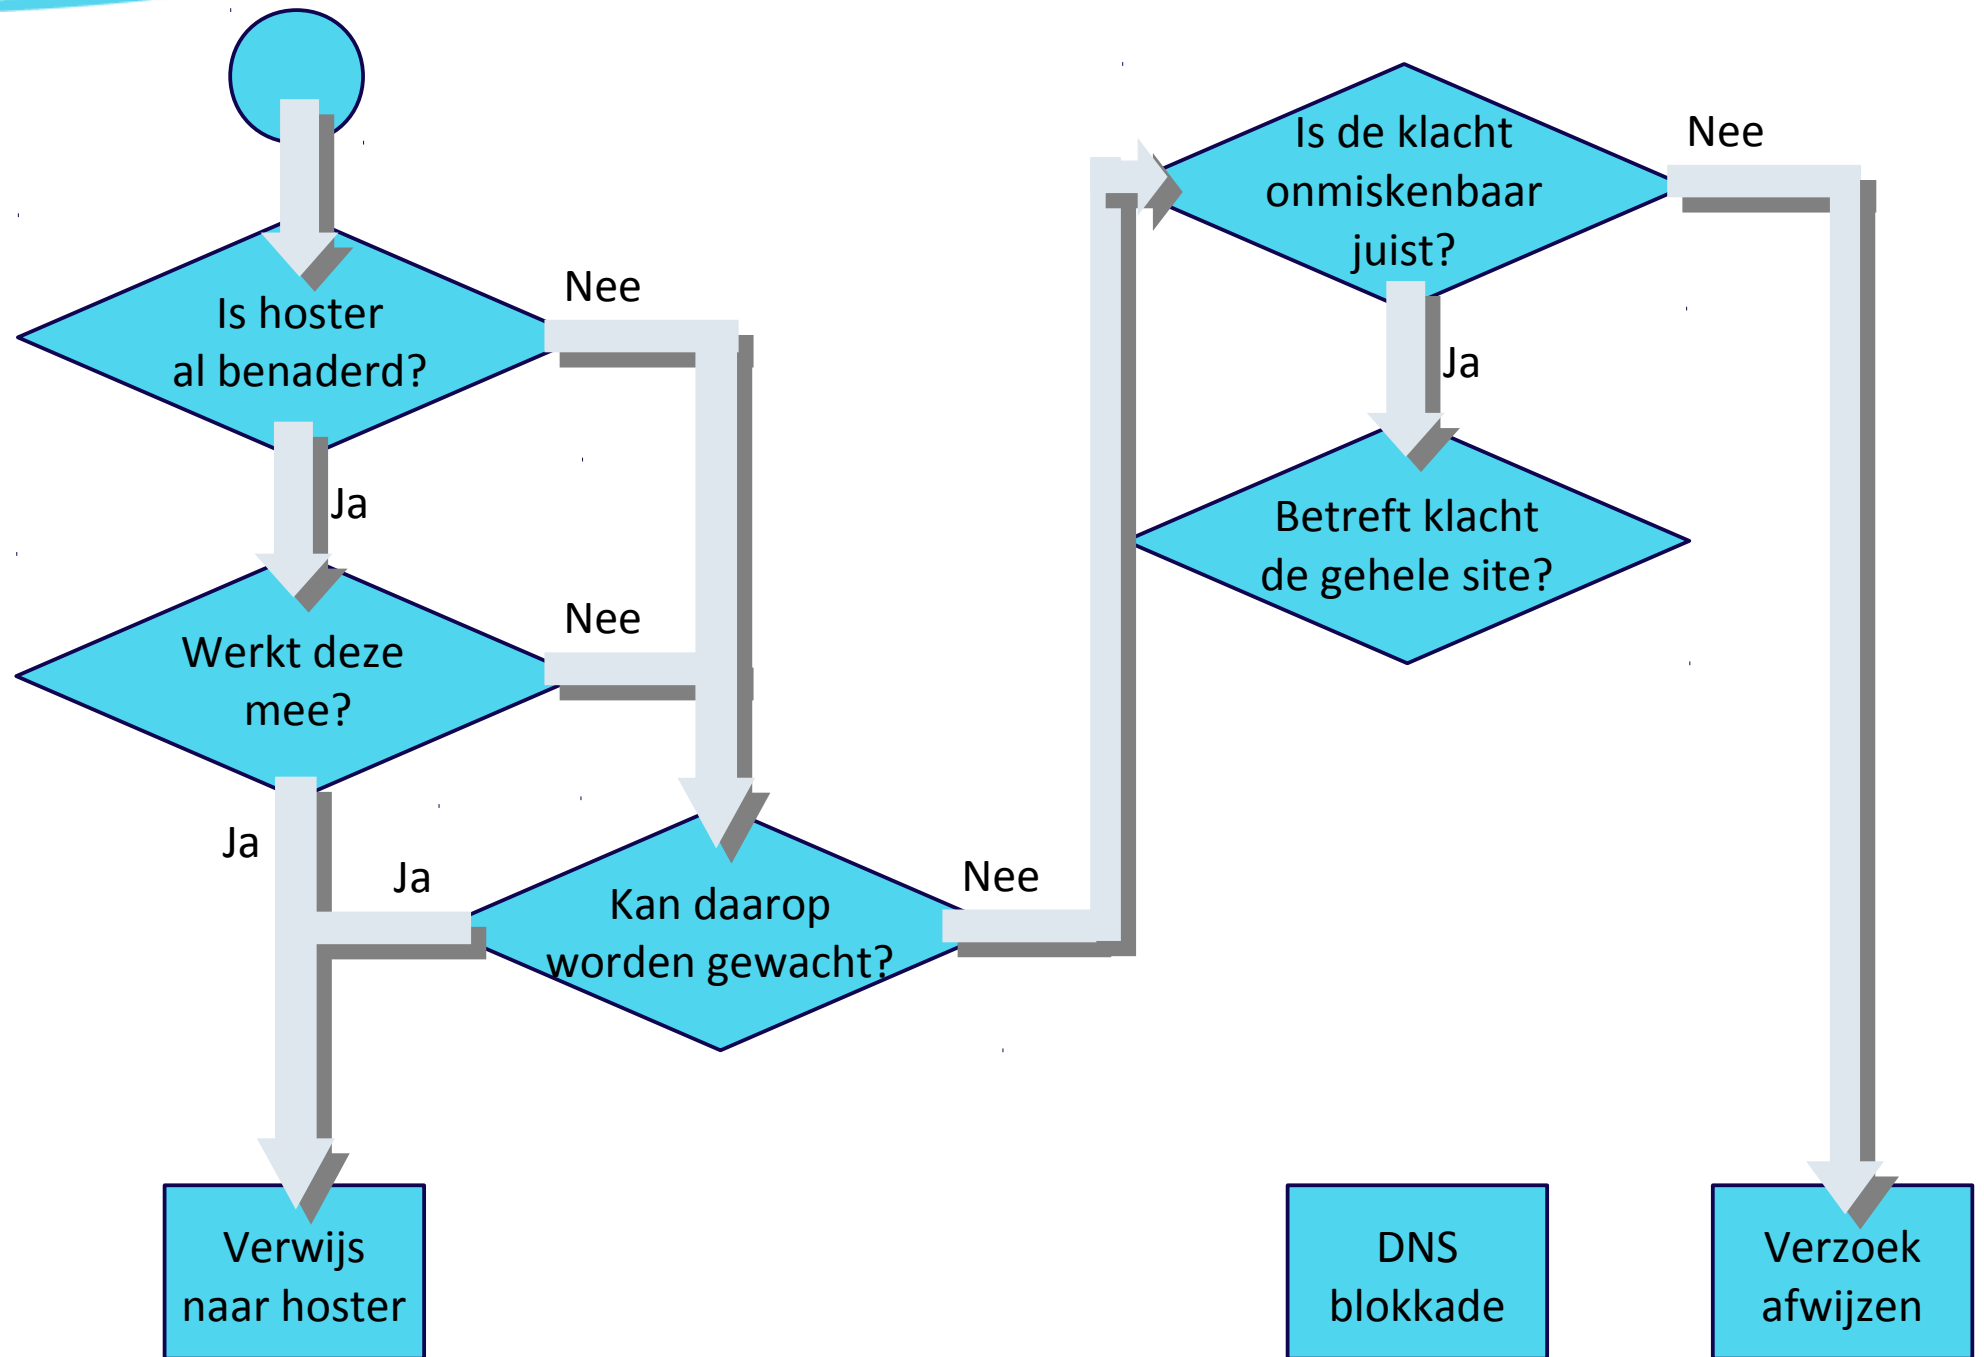 Is hoster
al benaderd?
Nee
Ja
Werkt deze
mee?
Nee
Ja
Ja
Kan daarop
worden gewacht?
Nee
Is de klacht
onmiskenbaar
juist?
Nee
Ja
Betreft klacht
de gehele site?
Verwijs
naar hoster
DNS
blokkade
Verzoek
afwijzen